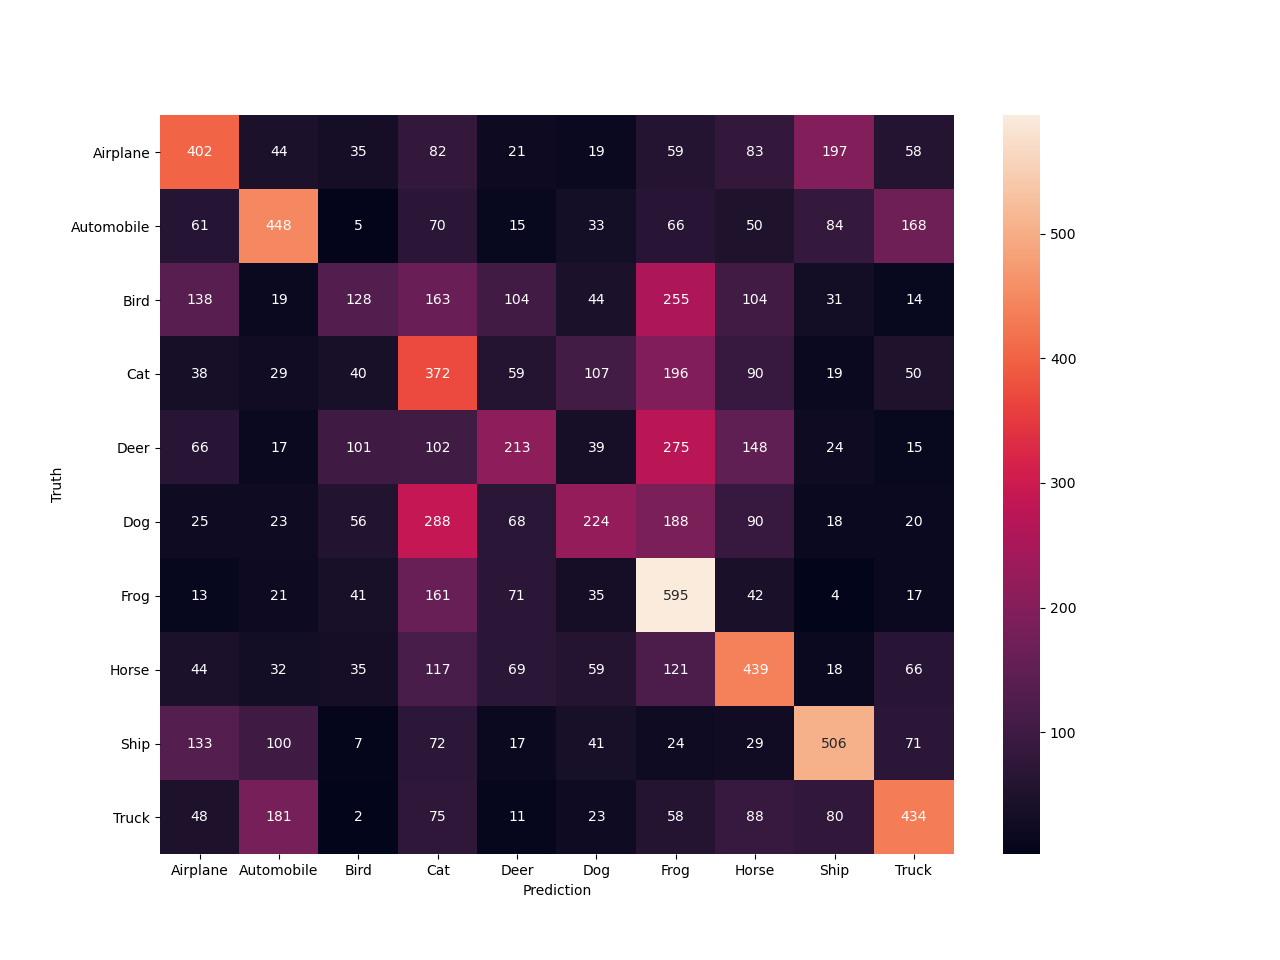 Airplane 402 44 35 82 21 19 59 83 197 58
Automobile 61 448 5 70 15 33 66 50 84 168
Bird 138 19 128 163 104 44 255 104 31 14
Cat 38 29 40 372 59 107 196 90 19 50
Deer 66 17 101 102 213 39 275 148 24 15
Dog 25 23 56 288 68 224 188 90 18 20
Frog 13 21 41 161 71 35 595 42 4 17
Horse 44 32 35 117 69 59 121 439 18 66
Ship 133 100 7 72 17 41 24 29 506 71
Truck 48 181 2 75 11 23 58 88 80 434
Airplane Automobile Bird Cat Deer Dog Frog Horse Ship Truck
Prediction
Truth
500
400
300
200
100